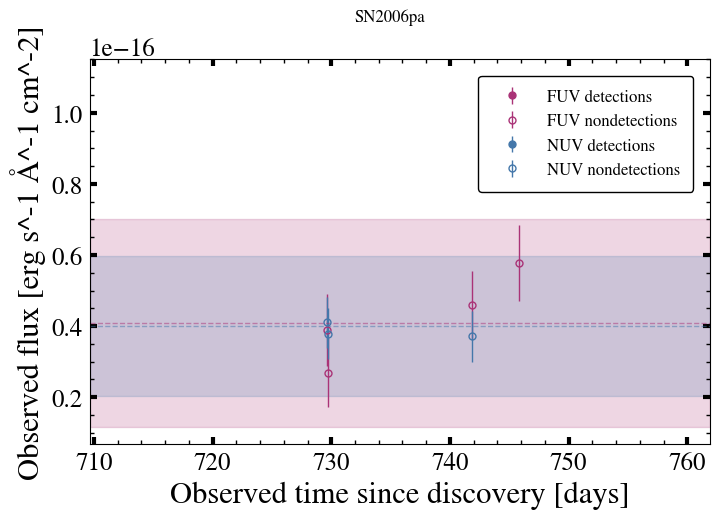 SN2006pa
1e−16
Observed flux [erg s^-1 Å^-1 cm^-2]
1.0
0.8
0.6
0.4
0.2
FUV detections
FUV nondetections
NUV detections
NUV nondetections
710 720 730 740 750 760
Observed time since discovery [days]